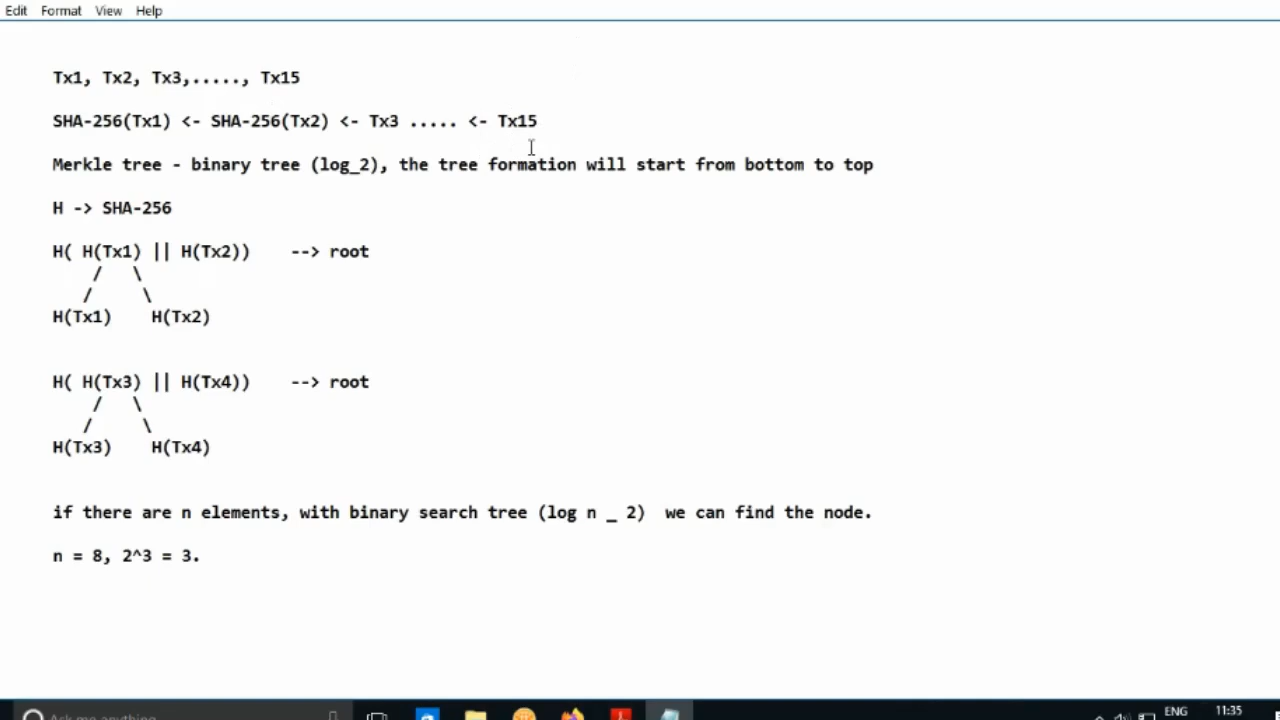 Edit Format View Help
Tx1, Tx2, Tx3,....., Tx15
SHA-256(Tx1) <- SHA-256(Tx2) <- Tx3 ..... <- Tx15
Merkle tree - binary tree (log_2), the tree formation will start from bottom to top
H -> SHA-256
H( H(Tx1) || H(Tx2)) --> root
/ \
/ \
H(Tx1) H(Tx2)
H( H(Tx3) || H(Tx4)) --> root
/ \
/ \
H(Tx3) H(Tx4)
if there are n elements, with binary search tree (log n _ 2) we can find the node.
n = 8, 2^3 = 3.
Ask me anything
ENG
11:35